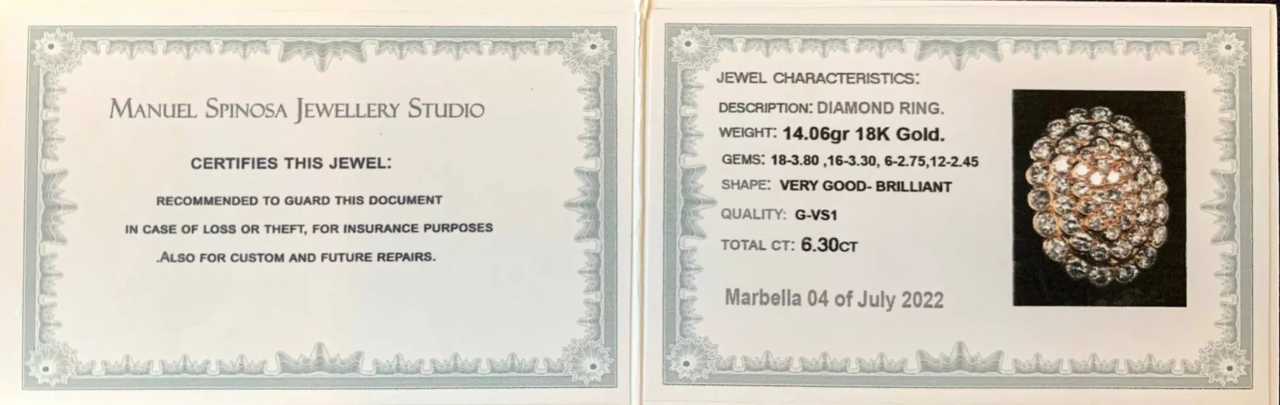 MANUEL SPINOSA JEWELLERY STUDIO
CERTIFIES THIS JEWEL:
RECOMMENDED TO GUARD THIS DOCUMENT
IN CASE OF LOSS OR THEFT, FOR INSURANCE PURPOSES
.ALSO FOR CUSTOM AND FUTURE REPAIRS.
JEWEL CHARACTERISTICS:
DESCRIPTION: DIAMOND RING.
WEIGHT: 14.06gr 18K Gold.
GEMS: 18-3.80 ,16-3.30, 6-2.75,12-2.45
SHAPE: VERY GOOD- BRILLIANT
QUALITY: G-VS1
TOTAL CT: 6.30CT
Marbella 04 of July 2022